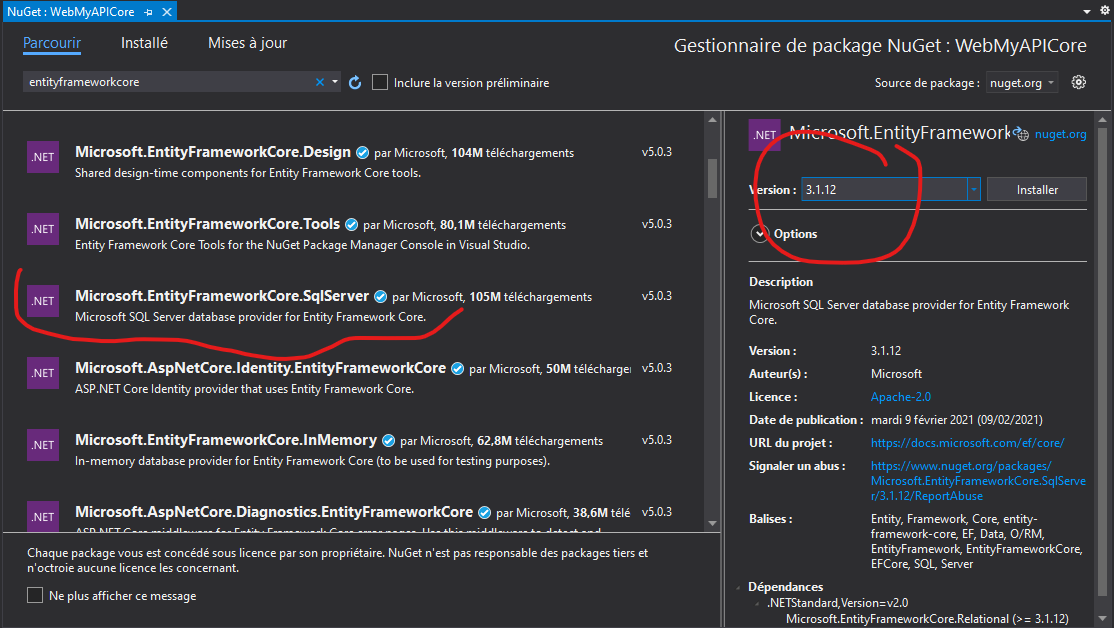 NuGet : WebMyAPICore
Parcourir Installé Mises à jour
Gestionnaire de package NuGet : WebMyAPICore
entityframeworkcore
Inclure la version préliminaire
Source de package : nuget.org
.NET
Microsoft.EntityFrameworkCore.Design par Microsoft, 104M téléchargements v5.0.3
Shared design-time components for Entity Framework Core tools.
.NET
Microsoft.EntityFrameworkCore.Tools par Microsoft, 80,1M téléchargements v5.0.3
Entity Framework Core Tools for the NuGet Package Manager Console in Visual Studio.
.NET
Microsoft.EntityFrameworkCore.SqlServer par Microsoft, 105M téléchargements v5.0.3
Microsoft SQL Server database provider for Entity Framework Core.
.NET
Microsoft.AspNetCore.Identity.EntityFrameworkCore par Microsoft, 50M télécharger v5.0.3
ASP.NET Core Identity provider that uses Entity Framework Core.
.NET
Microsoft.EntityFrameworkCore.InMemory par Microsoft, 62,8M téléchargements v5.0.3
In-memory database provider for Entity Framework Core (to be used for testing purposes).
.NET
Microsoft.AspNetCore.Diagnostics.EntityFrameworkCore par Microsoft, 38,6M télé v5.0.3
Chaque package vous est concédé sous licence par son propriétaire. NuGet n'est pas responsable des packages tiers et
n'octroie aucune licence les concernant.
Ne plus afficher ce message
.NET
Microsoft.EntityFramework nuget.org
Version : 3.1.12 Installer
Options
Description
Microsoft SQL Server database provider for Entity Framework
Core.
Version : 3.1.12
Auteur(s) : Microsoft
Licence : Apache-2.0
Date de publication : mardi 9 février 2021 (09/02/2021)
URL du projet : https://docs.microsoft.com/ef/core/
Signaler un abus : https://www.nuget.org/packages/
Microsoft.EntityFrameworkCore.SqlServe
r/3.1.12/ReportAbuse
Balises : Entity, Framework, Core, entity-
framework-core, EF, Data, O/RM,
EntityFramework, EntityFrameworkCore,
EFCore, SQL, Server
Dépendances
.NETStandard,Version=v2.0
Microsoft.EntityFrameworkCore.Relational (>= 3.1.12)